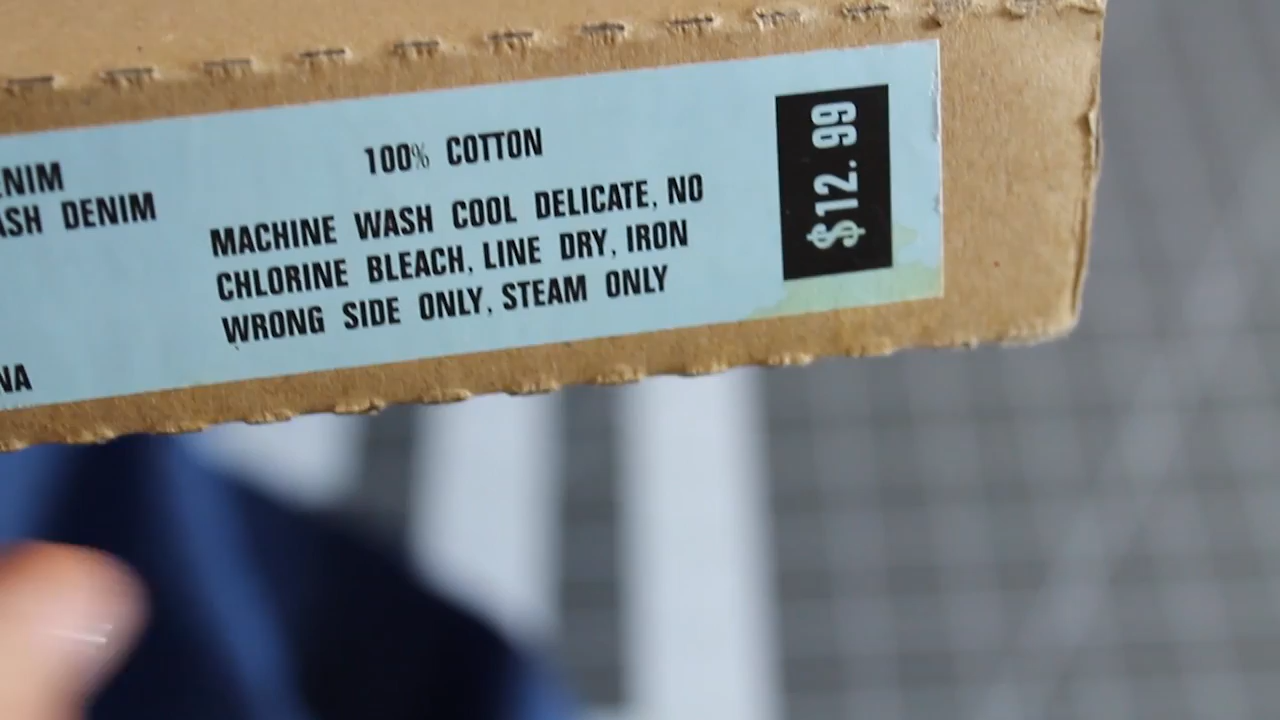 ENIM
ASH DENIM
NA
100% COTTON
MACHINE WASH COOL DELICATE, NO
CHLORINE BLEACH, LINE DRY, IRON
WRONG SIDE ONLY, STEAM ONLY
$12.99